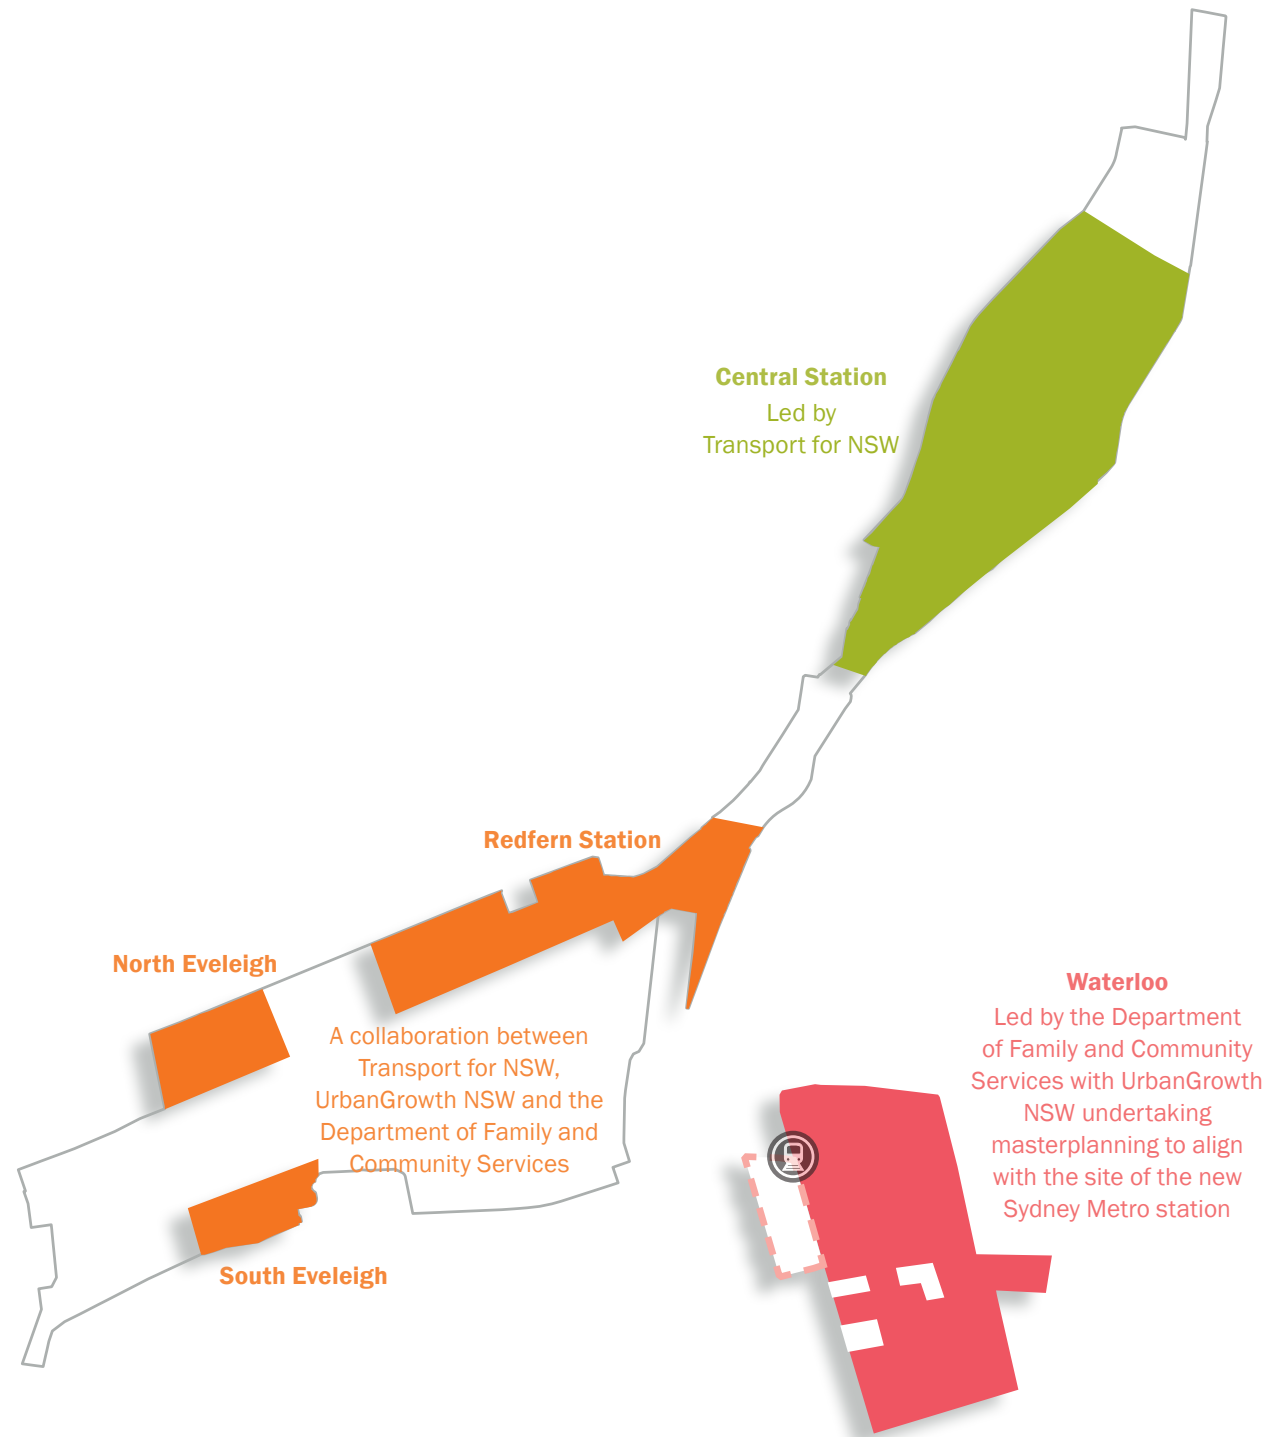 Central Station
Led by
Transport for NSW
Redfern Station
North Eveleigh
A collaboration between
Transport for NSW,
UrbanGrowth NSW and the
Department of Family and
Community Services
South Eveleigh
Waterloo
Led by the Department
of Family and Community
Services with UrbanGrowth
NSW undertaking
masterplanning to align
with the site of the new
Sydney Metro station